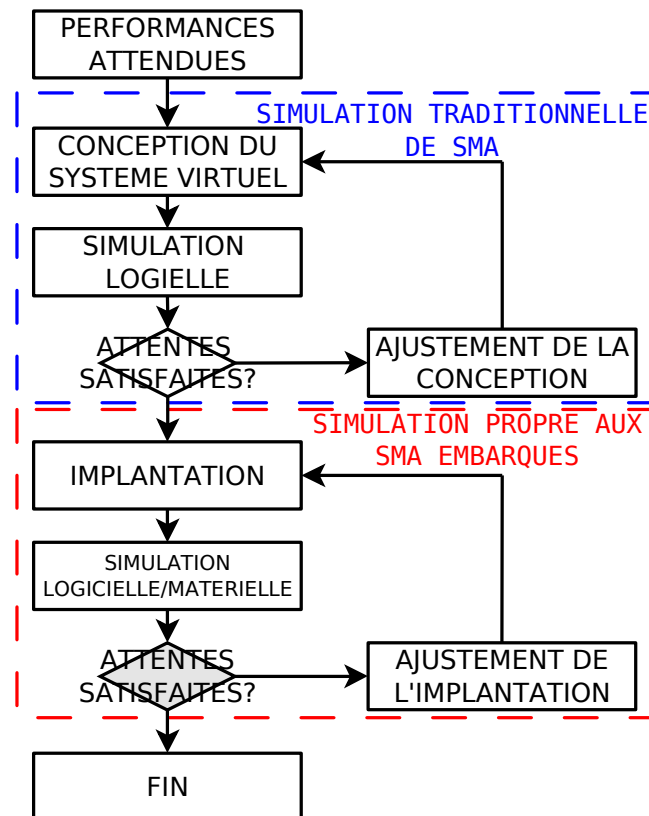 PERFORMANCES
ATTENDUES
SIMULATION TRADITIONNELLE
DE SMA
CONCEPTION DU
SYSTEME VIRTUEL
SIMULATION
LOGIELLE
ATTENTES
SATISFAITES?
AJUSTEMENT DE LA
CONCEPTION
SIMULATION PROPRE AUX
SMA EMBARQUES
IMPLANTATION
SIMULATION
LOGICIELLE/MATERIELLE
ATTENTES
SATISFAITES?
AJUSTEMENT DE
L'IMPLANTATION
FIN